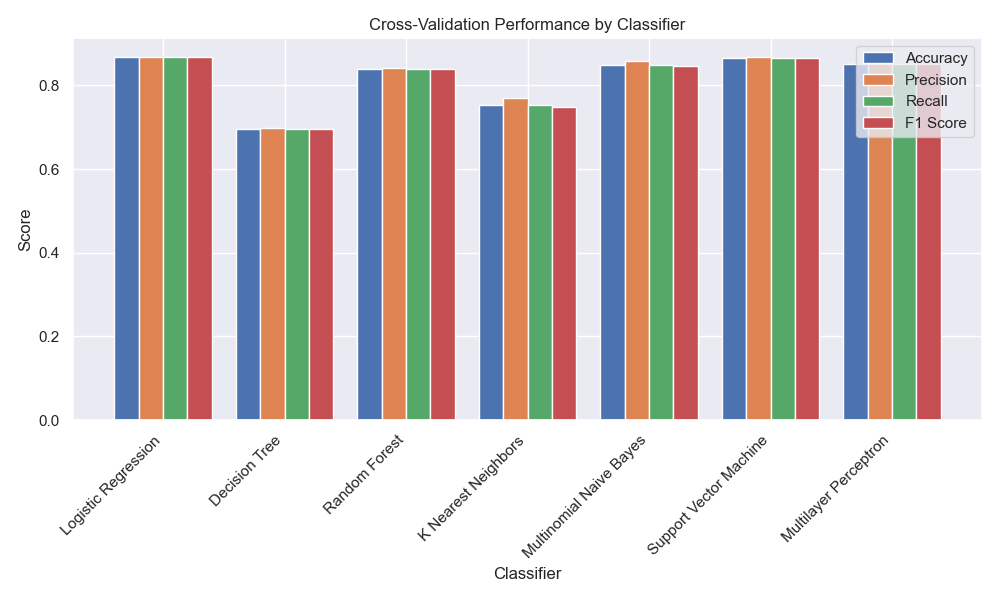 Cross-Validation Performance by Classifier
Accuracy
Precision
Recall
F1 Score
Score
0.8
0.6
0.4
0.2
0.0
Logistic Regression
Decision Tree
Random Forest
K Nearest Neighbors
Multinomial Naive Bayes
Support Vector Machine
Multilayer Perceptron
Classifier